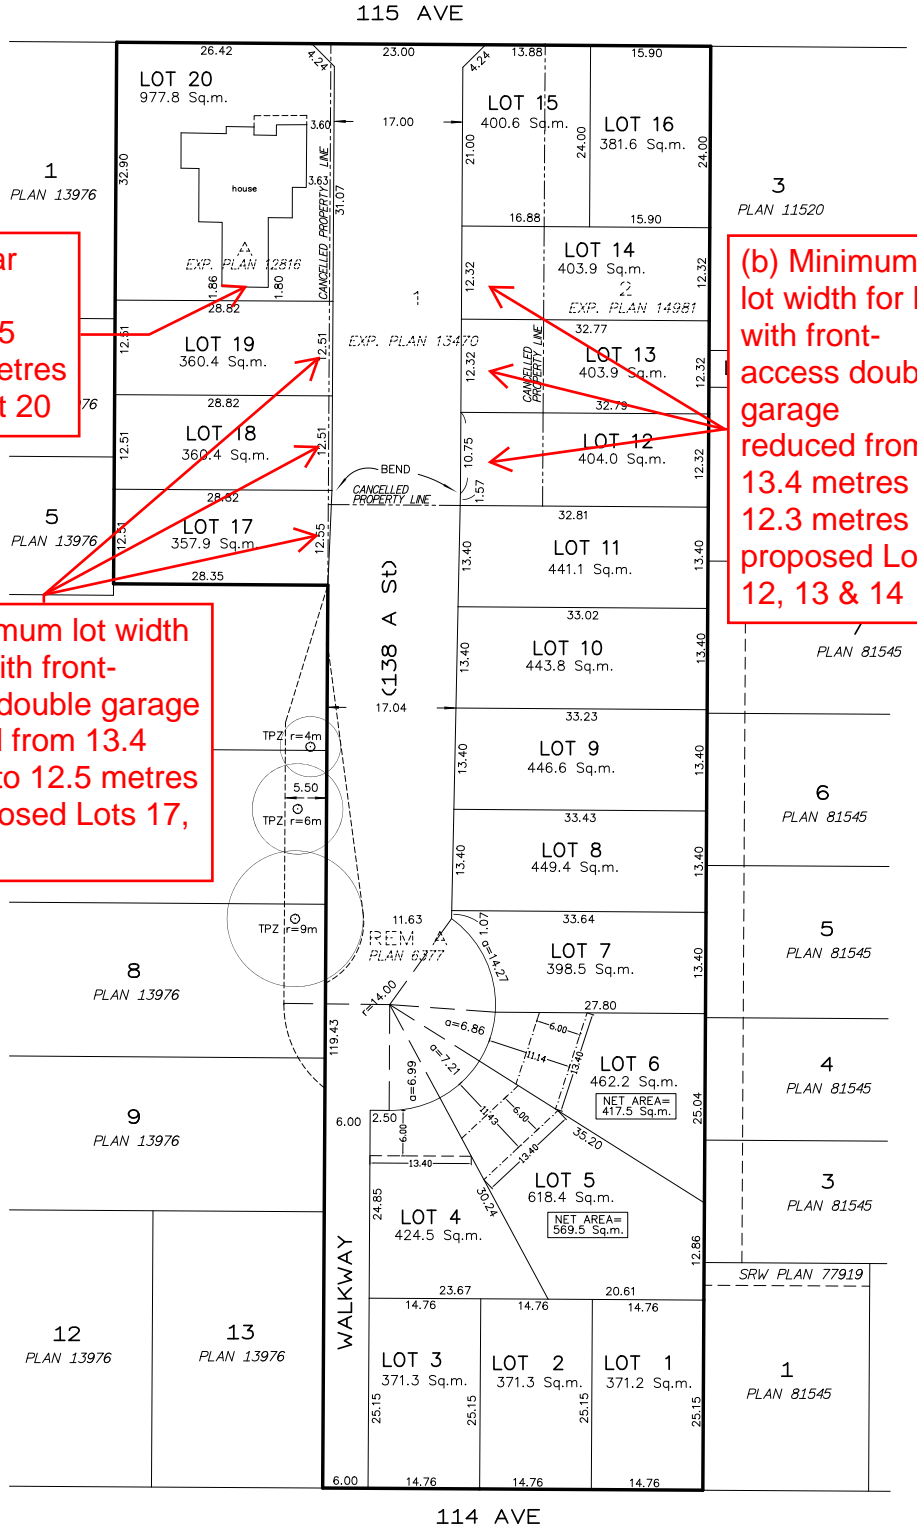 115 AVE
26.42
23.00
13.88
15.90
4.24
4.24
LOT 20
977.8 Sq.m.
LOT 15
400.6 Sq.m.
LOT 16
381.6 Sq.m.
3.60
17.00
21.00
24.00
24.00
32.90
house
3.63
31.07
CANCELLED PROPERTY LINE
1
PLAN 13976
3
PLAN 11520
16.88
15.90
A
EXP. PLAN 12816
1.86
1.80
28.82
LOT 14
403.9 Sq.m.
2
EXP. PLAN 14981
12.32
12.32
1
EXP. PLAN 13470
32.77
5
etres
t 20
(b) Minimum
lot width for
with front-
access doub
garage
reduced from
13.4 metres
12.3 metres
proposed Lo
12, 13 & 14
12.51
LOT 19
360.4 Sq.m.
12.51
12.32
CANCELLED
PROPERTY LINE
LOT 13
403.9 Sq.m.
12.32
76
28.82
32.79
12.51
LOT 18
360.4 Sq.m.
12.51
10.75
LOT 12
404.0 Sq.m.
12.32
BEND
CANCELLED
PROPERTY LINE
1.57
28.82
32.81
5
PLAN 13976
12.51
LOT 17
357.9 Sq.m.
12.55
28.35
13.40
LOT 11
441.1 Sq.m.
13.40
(138 A St)
33.02
mum lot width
ith front-
double garage
from 13.4
to 12.5 metres
osed Lots 17,
13.40
LOT 10
443.8 Sq.m.
13.40
PLAN 81545
17.04
33.23
TPZ r=4m
13.40
LOT 9
446.6 Sq.m.
13.40
5.50
TPZ r=6m
33.43
6
PLAN 81545
13.40
LOT 8
449.4 Sq.m.
13.40
TPZ r=9m
11.63
1.07
33.64
REM A
PLAN 6377
a=14.27
LOT 7
398.5 Sq.m.
13.40
5
PLAN 81545
8
PLAN 13976
r=14.00
27.80
119.43
a=6.86
6.00
11.14
13.40
a=7.21
a=6.99
LOT 6
462.2 Sq.m.
NET AREA=
417.5 Sq.m.
25.04
4
PLAN 81545
9
PLAN 13976
6.00
2.50
6.00
13.40
11.43
6.00
13.40
35.20
LOT 5
618.4 Sq.m.
NET AREA=
569.5 Sq.m.
3
PLAN 81545
24.85
LOT 4
424.5 Sq.m.
30.24
12.86
WALKWAY
SRW PLAN 77919
23.67
20.61
14.76
14.76
14.76
12
PLAN 13976
13
PLAN 13976
LOT 3
371.3 Sq.m.
LOT 2
371.3 Sq.m.
LOT 1
371.2 Sq.m.
1
PLAN 81545
25.15
25.15
25.15
25.15
6.00
14.76
14.76
14.76
114 AVE